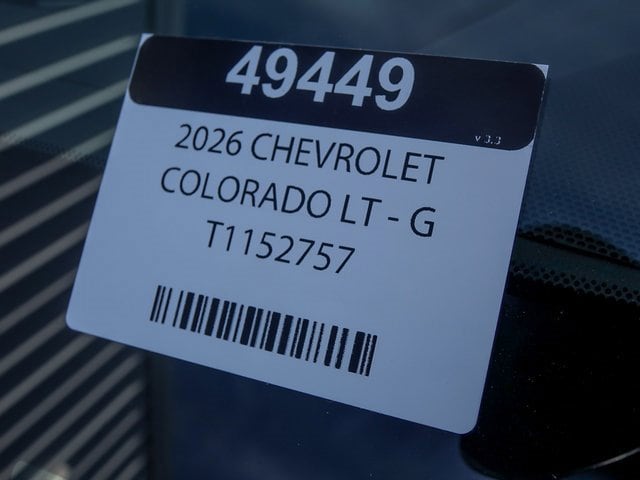 49449
v 3.3
2026 CHEVROLET
COLORADO LT - G
T1152757